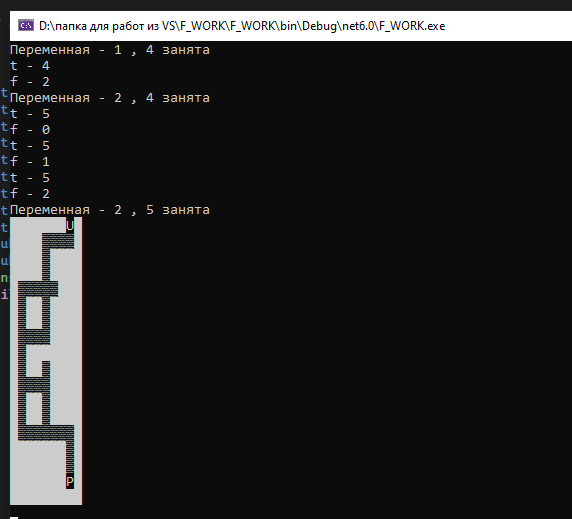 D:\папка для работ из VS\F_WORK\F_WORK\bin\Debug\net6.0\F_WORK.exe
Переменная - 1 , 4 занята
t - 4
f - 2
Переменная - 2 , 4 занята
t - 5
f - 0
t - 5
f - 1
t - 5
f - 2
Переменная - 2 , 5 занята
U
P